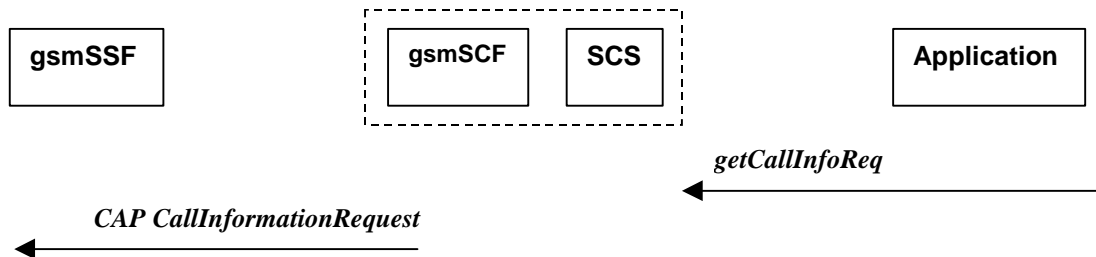 gsmSSF
gsmSCF
SCS
Application
getCallInfoReq
CAP CallInformationRequest